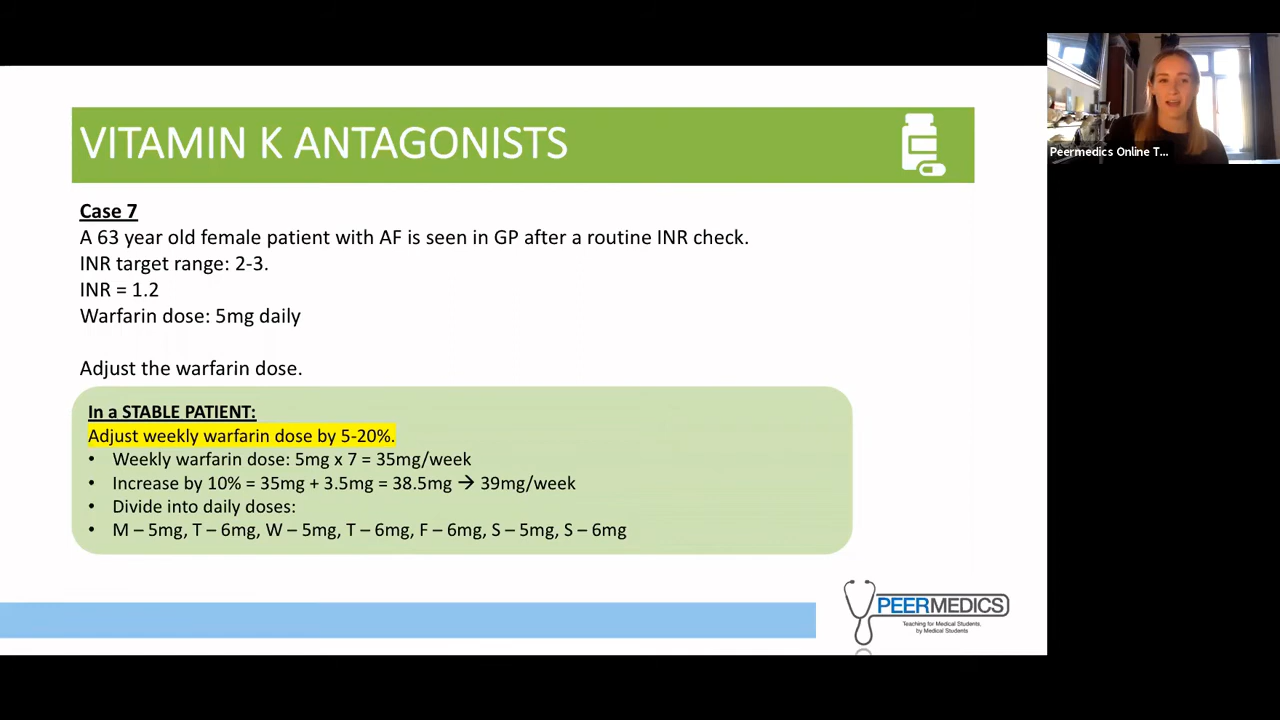 VITAMIN K ANTAGONISTS
Peermedics Online T...
Case 7
A 63 year old female patient with AF is seen in GP after a routine INR check.
INR target range: 2-3.
INR = 1.2
Warfarin dose: 5mg daily
Adjust the warfarin dose.
In a STABLE PATIENT:
Adjust weekly warfarin dose by 5-20%.
• Weekly warfarin dose: 5mg x 7 = 35mg/week
• Increase by 10% = 35mg + 3.5mg = 38.5mg → 39mg/week
• Divide into daily doses:
• M – 5mg, T – 6mg, W – 5mg, T – 6mg, F – 6mg, S – 5mg, S – 6mg
PEERMEDICS
Teaching for Medical Students,
by Medical Students